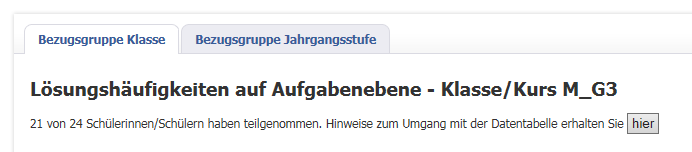 Bezugsgruppe Klasse Bezugsgruppe Jahrgangsstufe
Lösungshäufigkeiten auf Aufgabenebene - Klasse/Kurs M_G3
21 von 24 Schülerinnen/Schülern haben teilgenommen. Hinweise zum Umgang mit der Datentabelle erhalten Sie hier